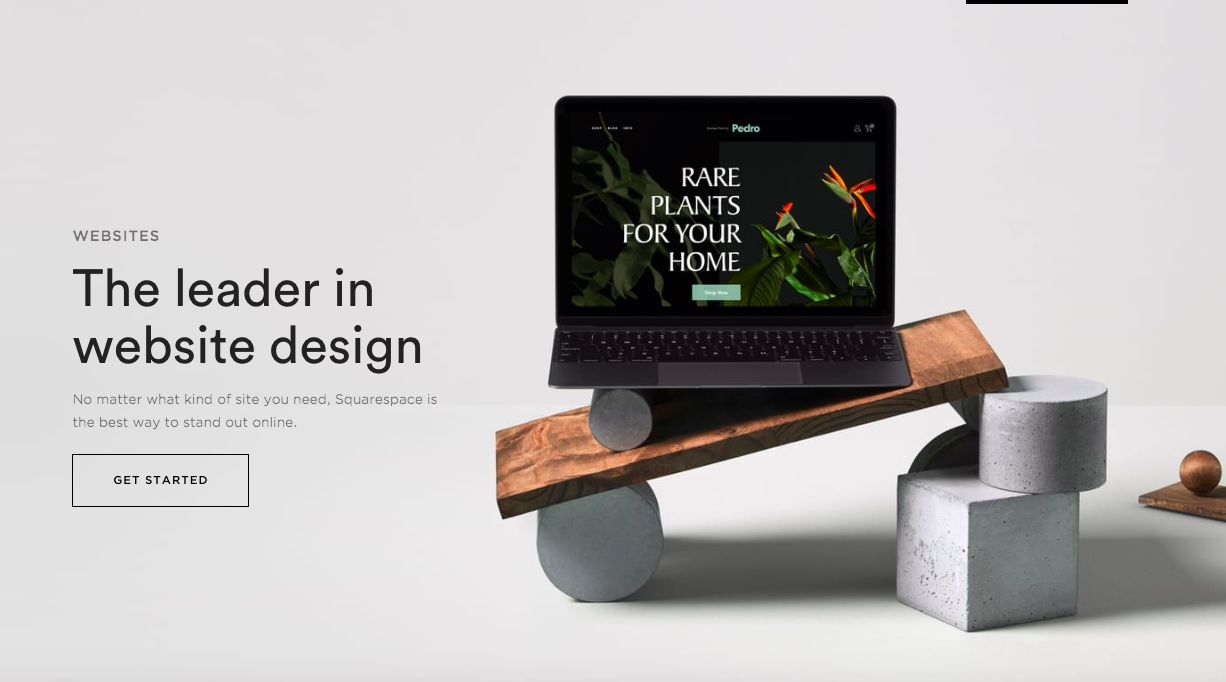 WEBSITES
The leader in
website design
No matter what kind of site you need, Squarespace is
the best way to stand out online.
GET STARTED
SHOP BLOG INFO
Pedro
RARE
PLANTS
FOR YOUR
HOME
Shop Now